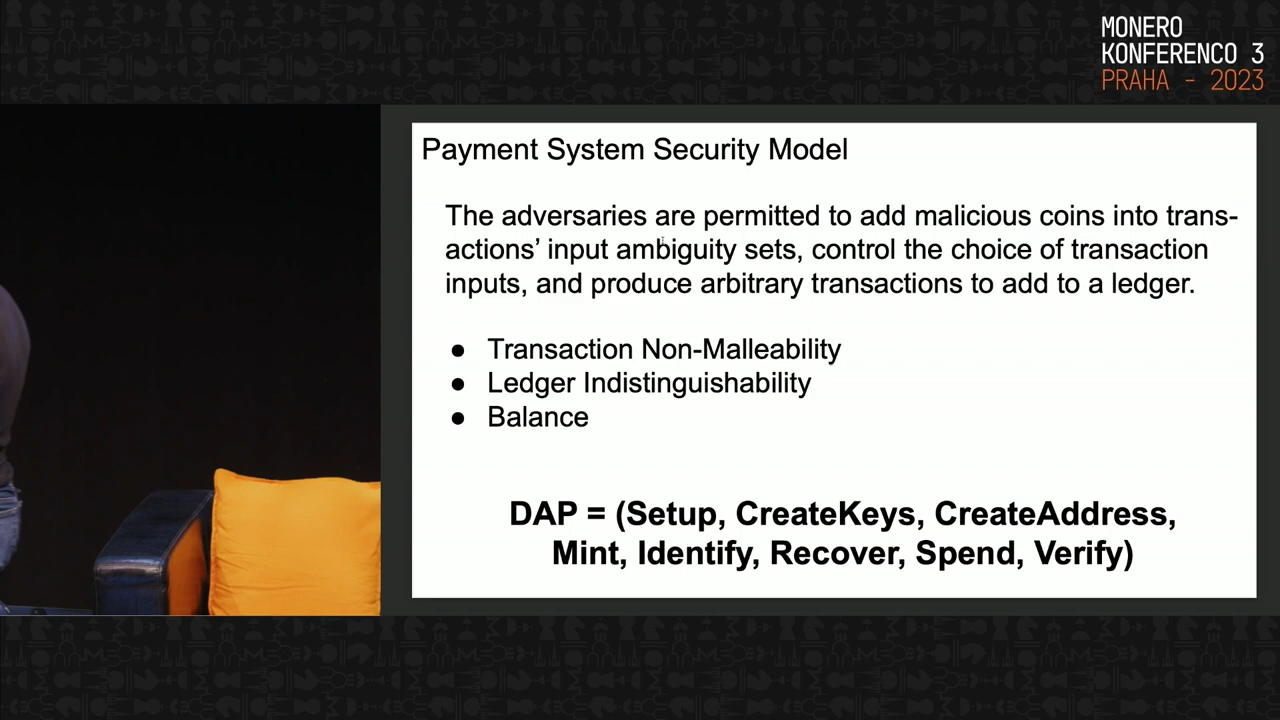 MONERO
KONFERENCO 3
PRAHA - 2023
Payment System Security Model
The adversaries are permitted to add malicious coins into trans-
actions’ input ambiguity sets, control the choice of transaction
inputs, and produce arbitrary transactions to add to a ledger.
● Transaction Non-Malleability
● Ledger Indistinguishability
● Balance
DAP = (Setup, CreateKeys, CreateAddress,
Mint, Identify, Recover, Spend, Verify)